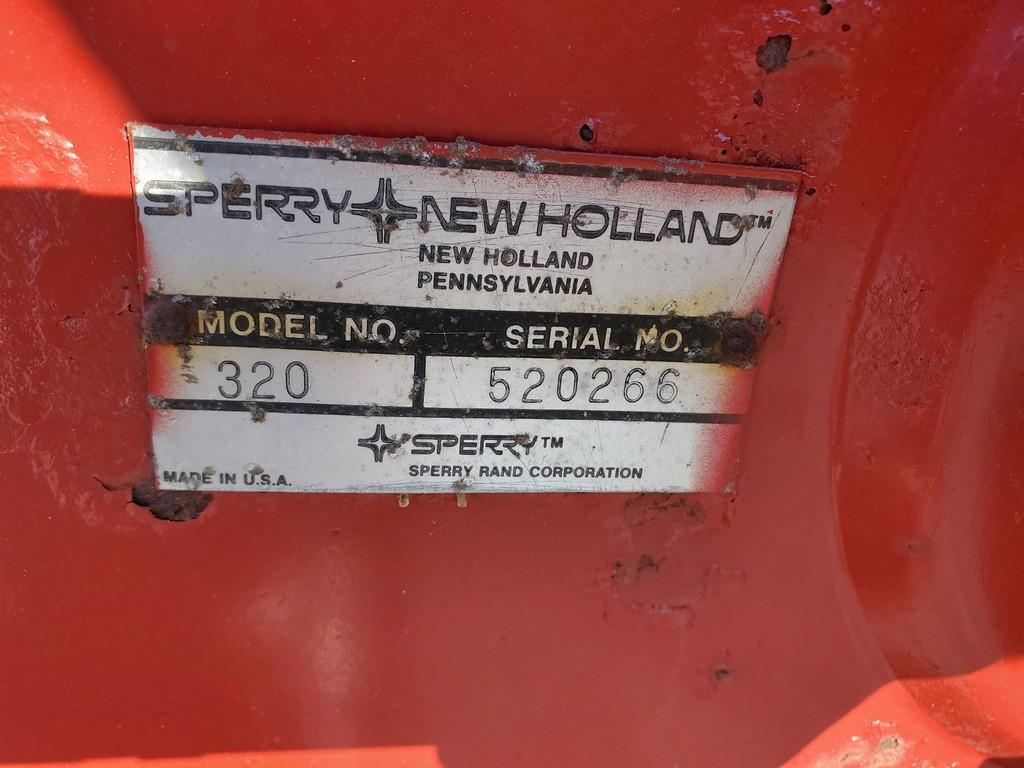 SPERRY NEW HOLLAND™
NEW HOLLAND
PENNSYLVANIA
MODEL NO. SERIAL NO.
320 520266
SPERRY™
SPERRY RAND CORPORATION
MADE IN U.S.A.